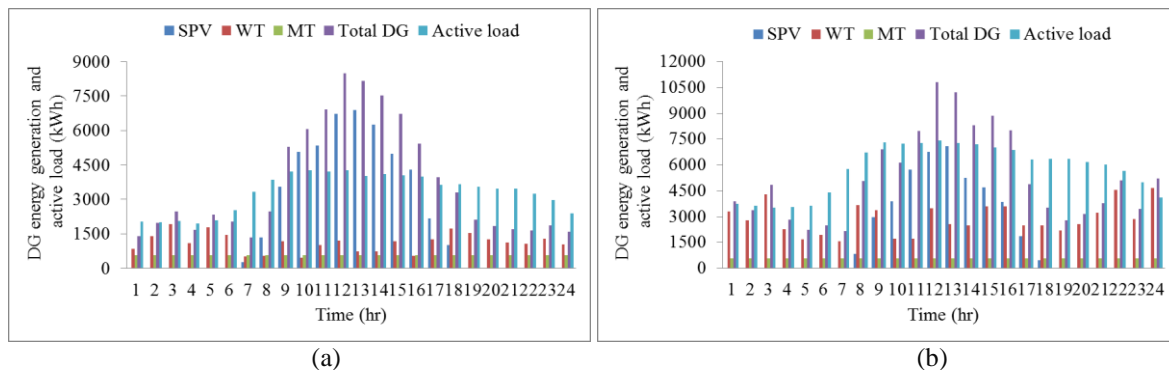 SPV WT MT Total DG Active load
DG energy generation and
active load (kWh)
9000
7500
6000
4500
3000
1500
0
1 2 3 4 5 6 7 8 9 10 11 12 13 14 15 16 17 18 19 20 21 22 23 24
Time (hr)
(a)
SPV WT MT Total DG Active load
DG energy generation and
active load (kWh)
12000
10500
9000
7500
6000
4500
3000
1500
0
1 2 3 4 5 6 7 8 9 10 11 12 13 14 15 16 17 18 19 20 21 22 23 24
Time (hr)
(b)